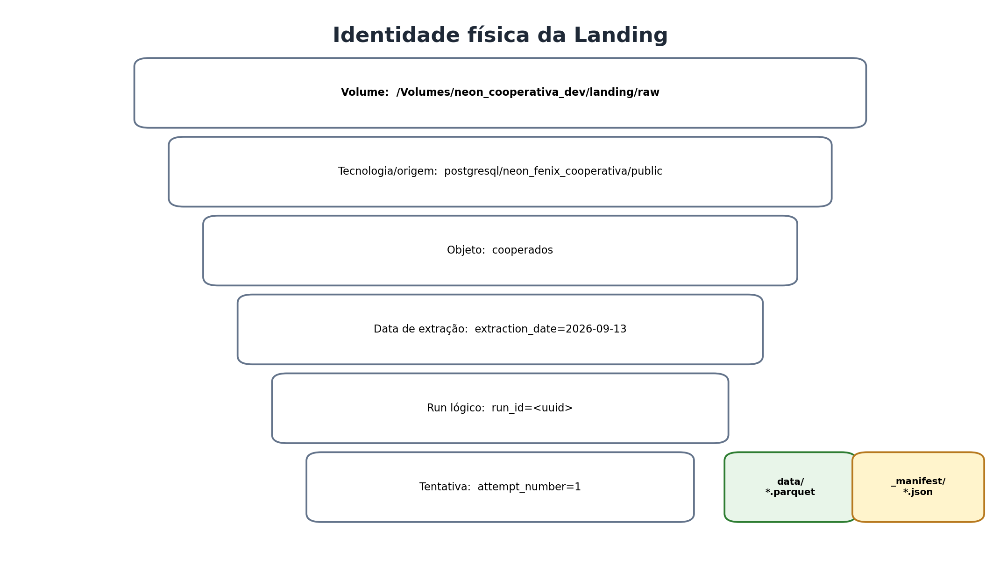 Identidade física da Landing
Volume:  /Volumes/neon_cooperativa_dev/landing/raw
Tecnologia/origem:  postgresql/neon_fenix_cooperativa/public
Objeto:  cooperados
Data de extração:  extraction_date=2026-09-13
Run lógico:  run_id=<uuid>
Tentativa:  attempt_number=1
data/
*.parquet
_manifest/
*.json